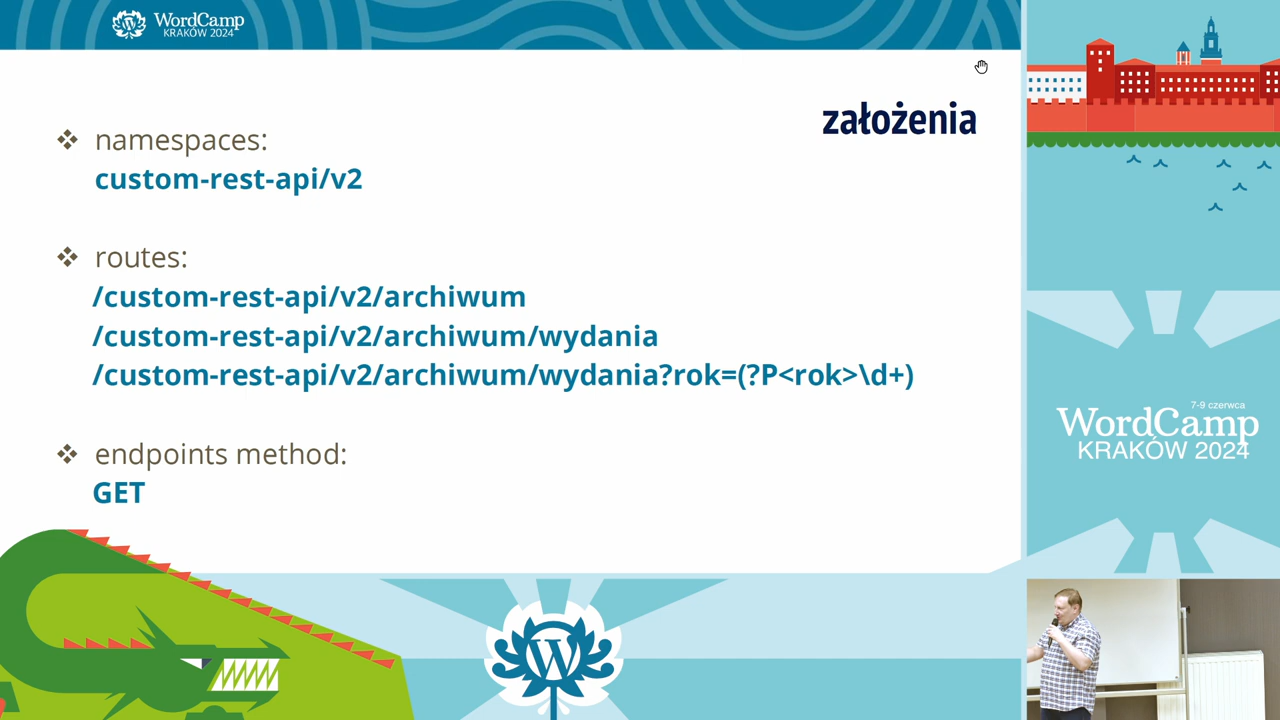 WordCamp
KRAKÓW 2024
założenia
❖ namespaces:
custom-rest-api/v2
❖ routes:
/custom-rest-api/v2/archiwum
/custom-rest-api/v2/archiwum/wydania
/custom-rest-api/v2/archiwum/wydania?rok=(?P<rok>\d+)
❖ endpoints method:
GET
7-9 czerwca
WordCamp
KRAKÓW 2024
W